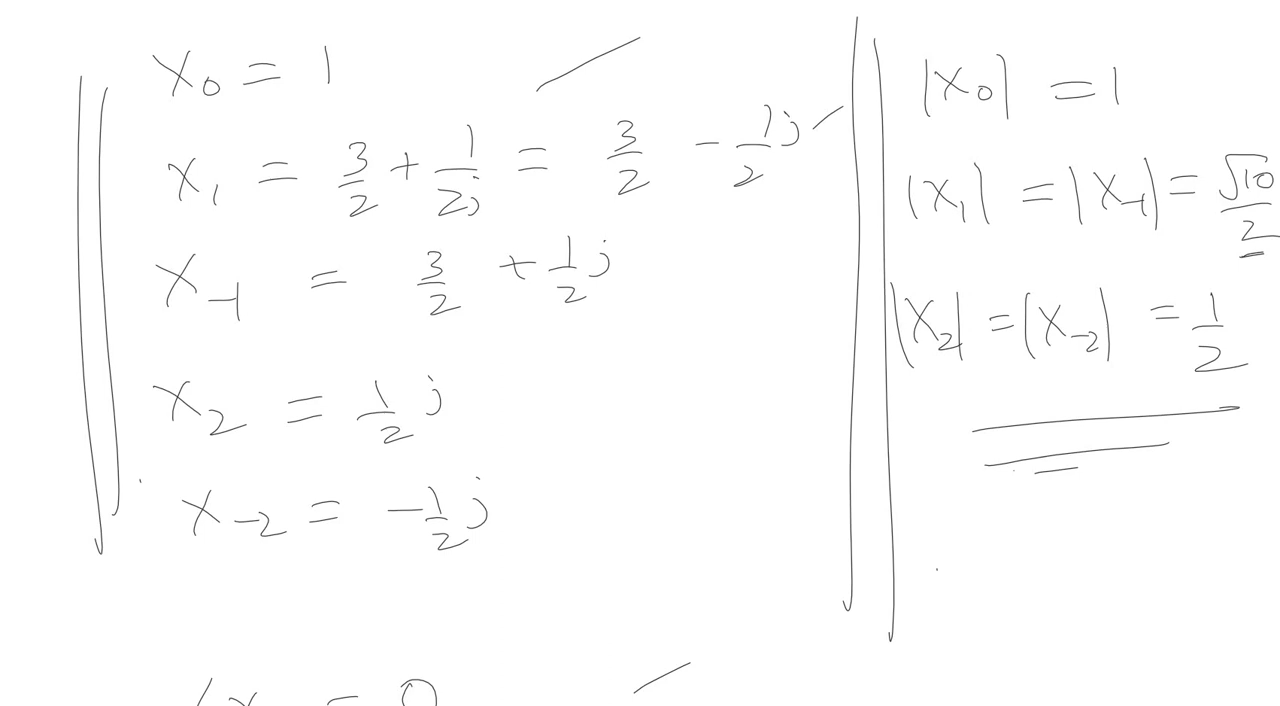 X₀ = 1
X₁ = 3/2 + 1/2j = 3/2 - 1/2 j
X₋₁ = 3/2 + 1/2 j
X₂ = 1/2 j
X₋₂ = -1/2 j
|X₀| = 1
|X₁| = |X₋₁| = √10/2
|X₂| = |X₋₂| = 1/2